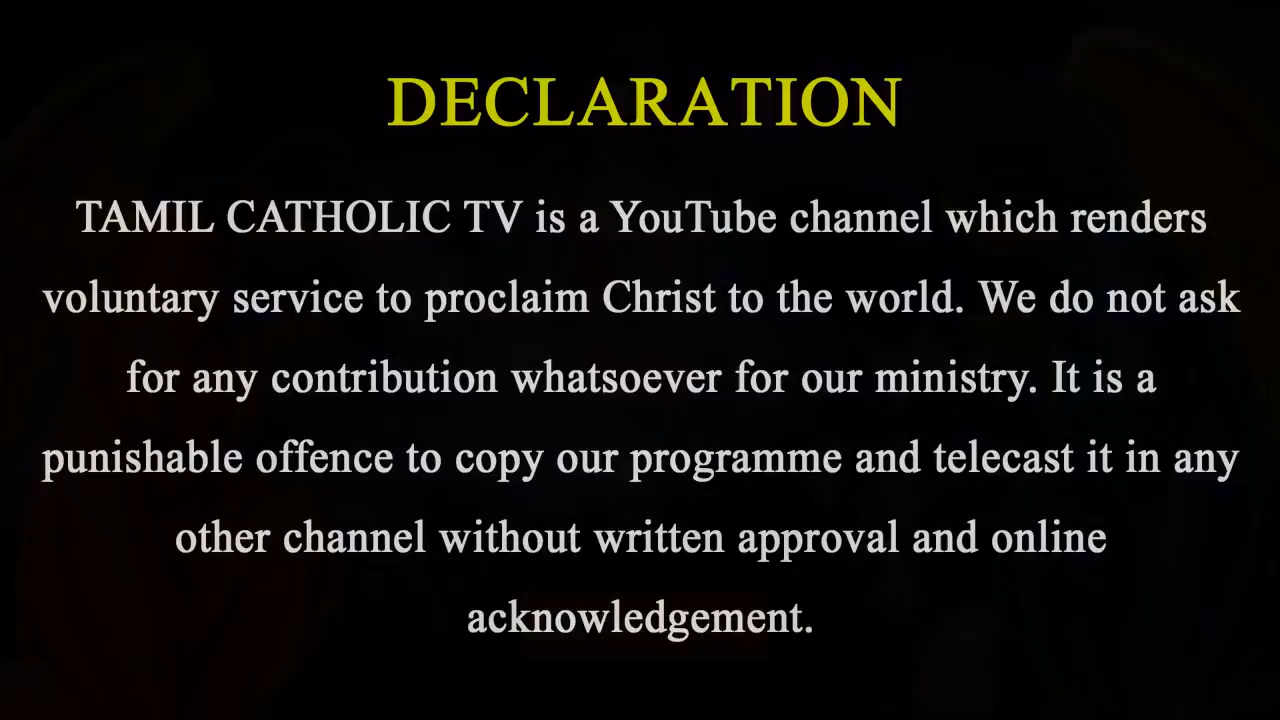 DECLARATION
TAMIL CATHOLIC TV is a YouTube channel which renders
voluntary service to proclaim Christ to the world. We do not ask
for any contribution whatsoever for our ministry. It is a
punishable offence to copy our programme and telecast it in any
other channel without written approval and online
acknowledgement.